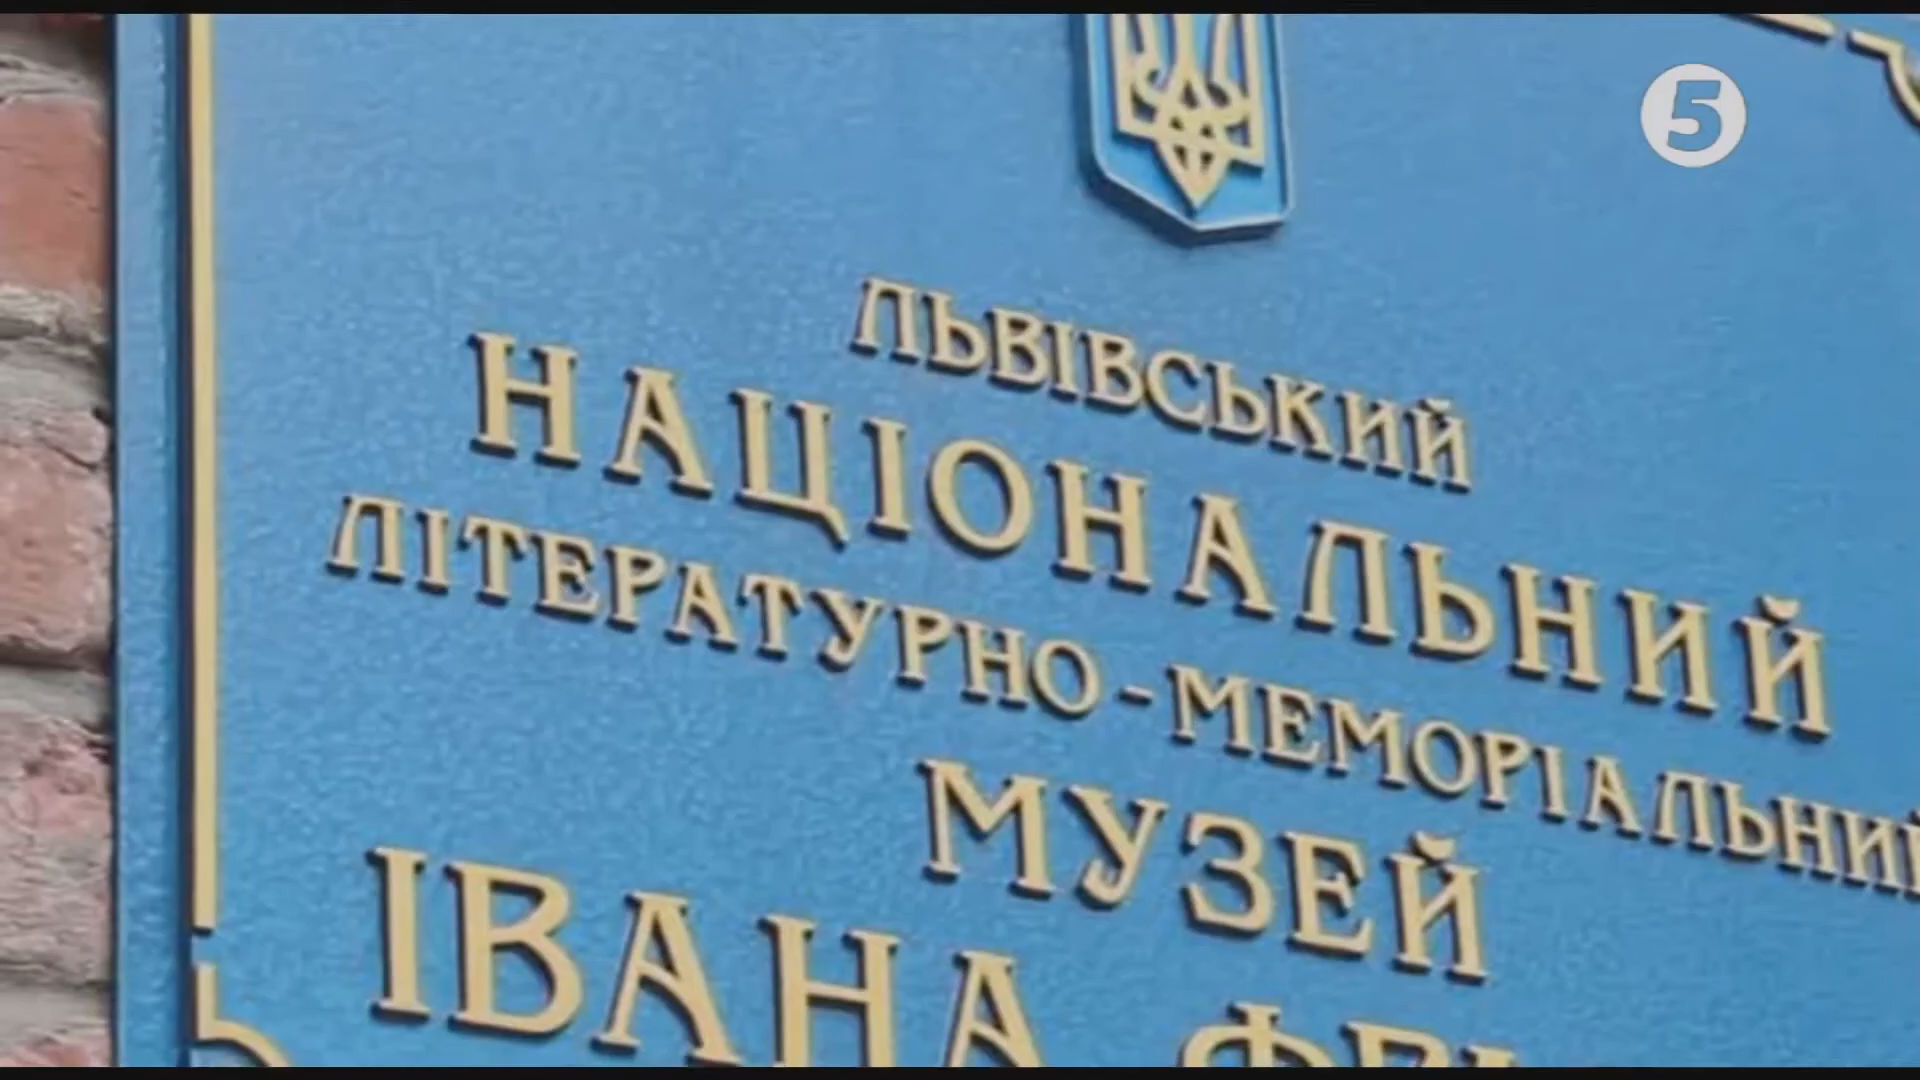 5
ЛЬВІВСЬКИЙ
НАЦІОНАЛЬНИЙ
ЛІТЕРАТУРНО-МЕМОРІАЛЬНИЙ
МУЗЕЙ
ІВАНА